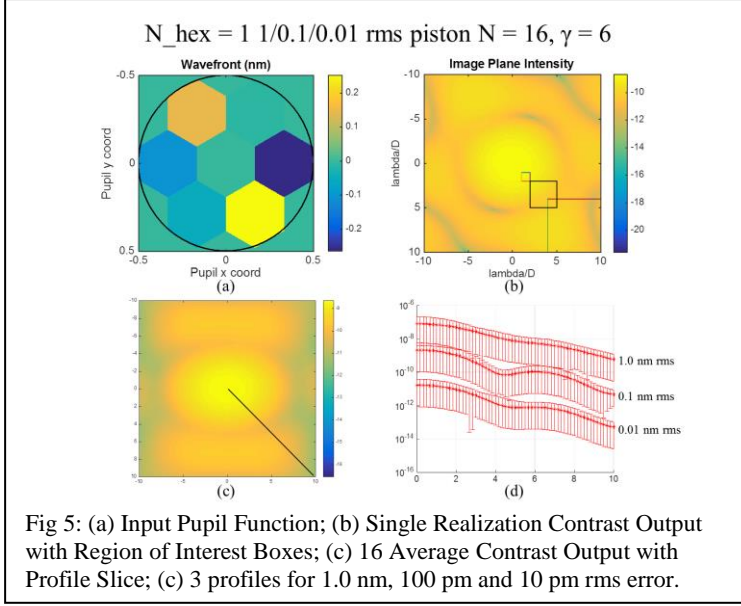 N_hex = 1 1/0.1/0.01 rms piston N = 16, γ = 6
Wavefront (nm)
Image Plane Intensity
-0.5
0
0.5
Pupil y coord
-0.5 0 0.5
Pupil x coord
0.2
0.1
0
-0.1
-0.2
(a)
-10
-5
0
5
10
lambda/D
-10 -5 0 5 10
lambda/D
-10
-15
-20
(b)
-10 -5 0 5 10
(c)
10⁻⁶
10⁻⁸
10⁻¹⁰
10⁻¹²
10⁻¹⁴
10⁻¹⁶
1.0 nm rms
0.1 nm rms
0.01 nm rms
0 2 4 6 8 10
(d)
Fig 5: (a) Input Pupil Function; (b) Single Realization Contrast Output
with Region of Interest Boxes; (c) 16 Average Contrast Output with
Profile Slice; (c) 3 profiles for 1.0 nm, 100 pm and 10 pm rms error.